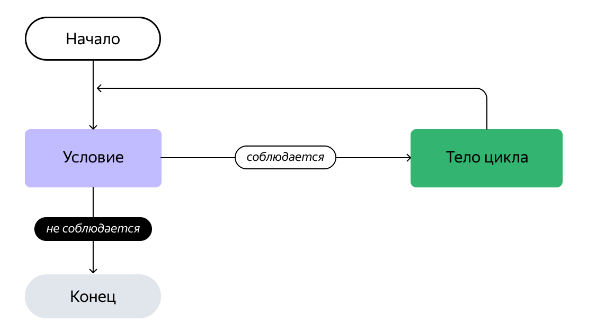 Начало
Условие
соблюдается
Тело цикла
не соблюдается
Конец